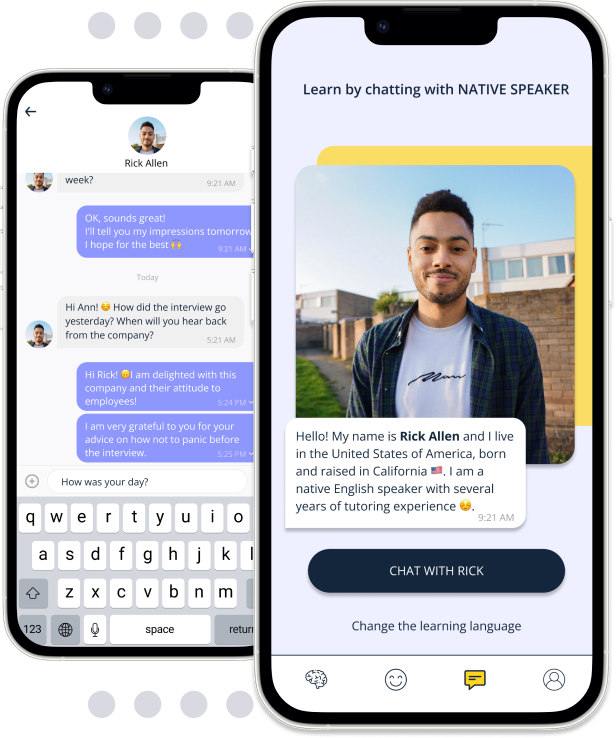 Rick Allen
week?
9:21 AM
OK, sounds great!
I'll tell you my impressions tomorrow
I hope for the best 🙌
9:21 AM
Today
Hi Ann! 😌 How did the interview go
yesterday? When will you hear back
from the company?
5:21 AM
Hi Rick! 😄I am delighted with this
company and their attitude to
employees!
5:24 PM
I am very grateful to you for your
advice on how not to panic before
the interview.
5:25 PM
How was your day?
q w e r t y u i o
a s d f g h j k l
z x c v b n m
123 space return
Learn by chatting with NATIVE SPEAKER
Hello! My name is Rick Allen and I live
in the United States of America, born
and raised in California 🇺🇸. I am a
native English speaker with several
years of tutoring experience 😌.
9:21 AM
CHAT WITH RICK
Change the learning language